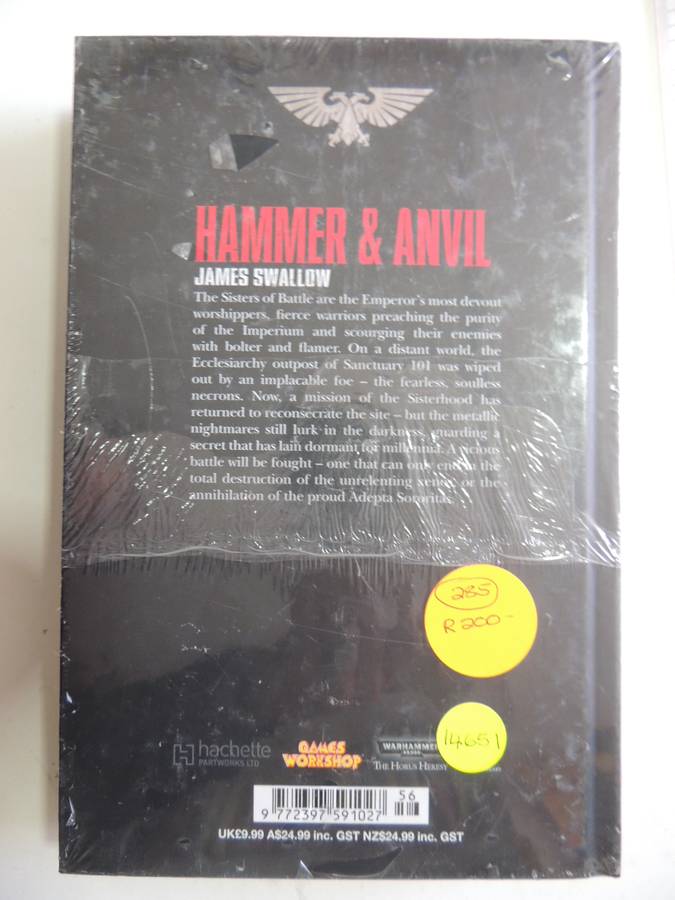 HAMMER & ANVIL
JAMES SWALLOW
The Sisters of Battle are the Emperor's most devout
worshippers, fierce warriors preaching the purity
of the Imperium and scourging their enemies
with bolter and flamer. On a distant world, the
Ecclesiarchy outpost of Sanctuary 101 was wiped
out by an implacable foe – the fearless, soulless
necrons. Now, a mission of the Sisterhood has
returned to reconsecrate the site – but the metallic
nightmares still lurk in the darkness, guarding a
secret that has lain dormant for millennia. A vicious
battle will be fought – one that can only end in the
total destruction of the unrelenting xenos or the
annihilation of the proud Adepta Sororitas.
285
R200-
14651
hachette
PARTWORKS LTD
GAMES
WORKSHOP
WARHAMMER
THE HORUS HERESY
56
9 772397 591027
UK£9.99 A$24.99 inc. GST NZ$24.99 inc. GST